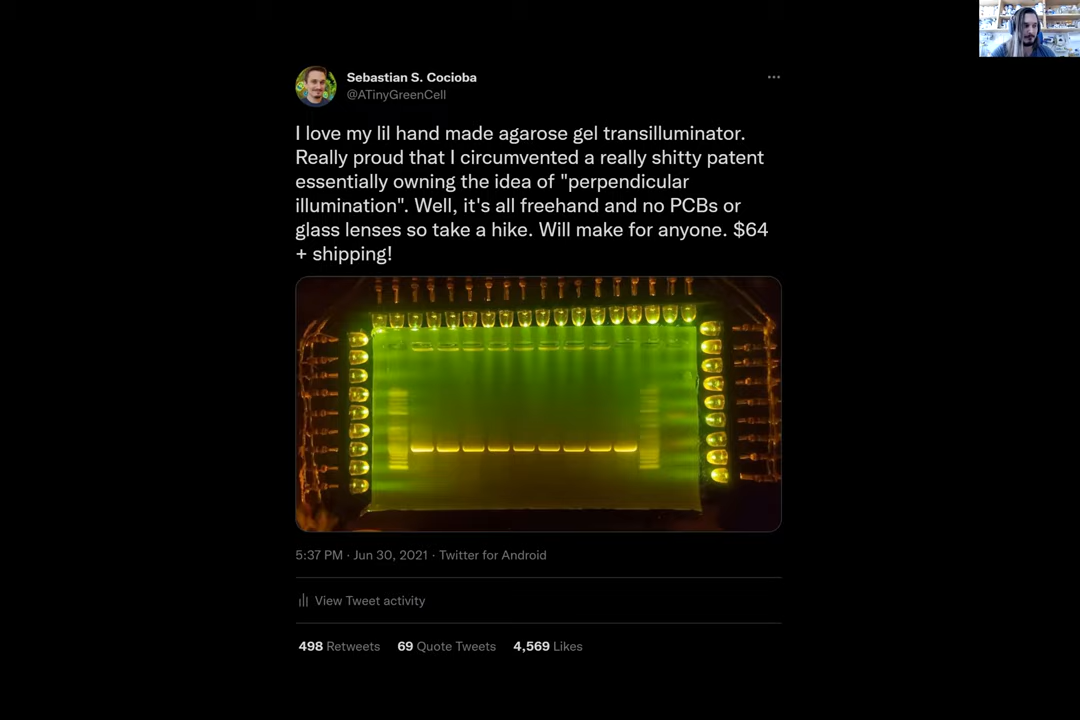 Sebastian S. Cocioba
@ATinyGreenCell
I love my lil hand made agarose gel transilluminator.
Really proud that I circumvented a really shitty patent
essentially owning the idea of "perpendicular
illumination". Well, it's all freehand and no PCBs or
glass lenses so take a hike. Will make for anyone. $64
+ shipping!
5:37 PM · Jun 30, 2021 · Twitter for Android
View Tweet activity
498 Retweets 69 Quote Tweets 4,569 Likes